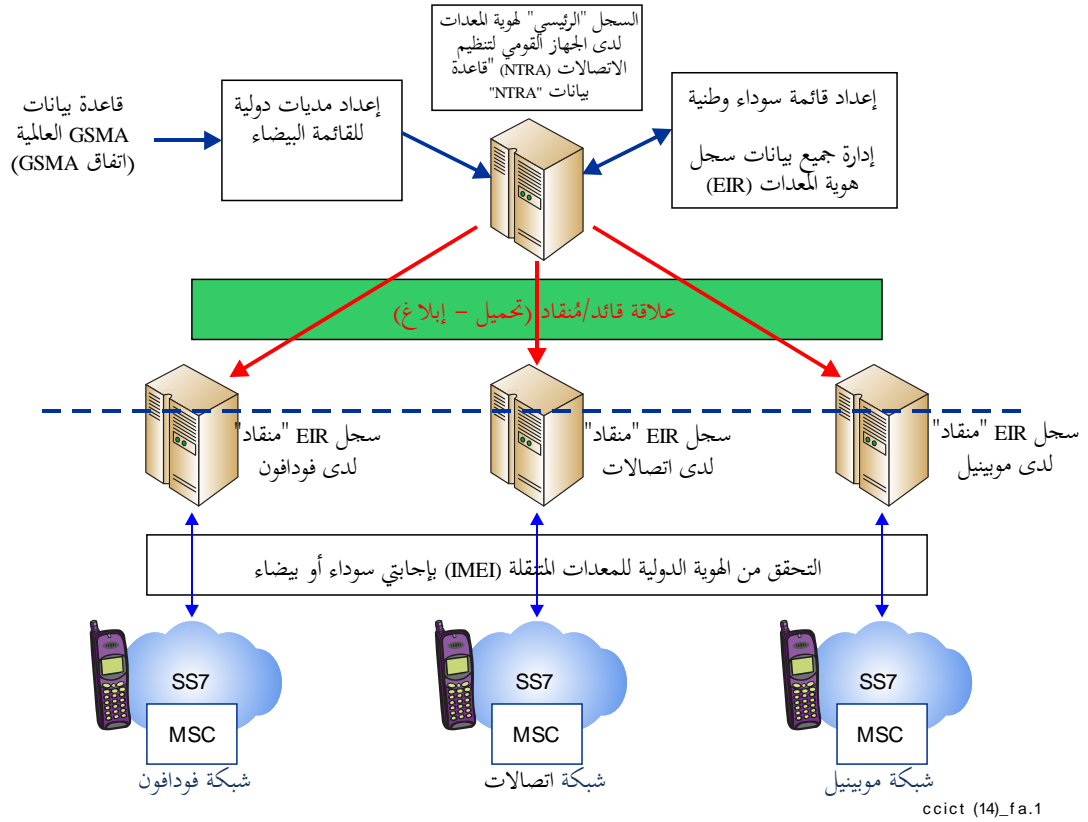 السجل "الرئيسي" لهوية المعدات
لدى الجهاز القومي لتنظيم
الاتصالات (NTRA) "قاعدة
بيانات NTRA"
قاعدة بيانات
GSMA العالمية
(اتفاق GSMA)
إعداد مديات دولية
للقائمة البيضاء
إعداد قائمة سوداء وطنية
إدارة جميع بيانات سجل
هوية المعدات (EIR)
علاقة قائد/مُنقاد (تحميل – إبلاغ)
سجل EIR "منقاد"
لدى فودافون
سجل EIR "منقاد"
لدى اتصالات
سجل EIR "منقاد"
لدى موبينيل
التحقق من الهوية الدولية للمعدات المتنقلة (IMEI) بإجابتي سوداء أو بيضاء
SS7
MSC
شبكة فودافون
SS7
MSC
شبكة اتصالات
SS7
MSC
شبكة موبينيل
ccict (14)_fa.1